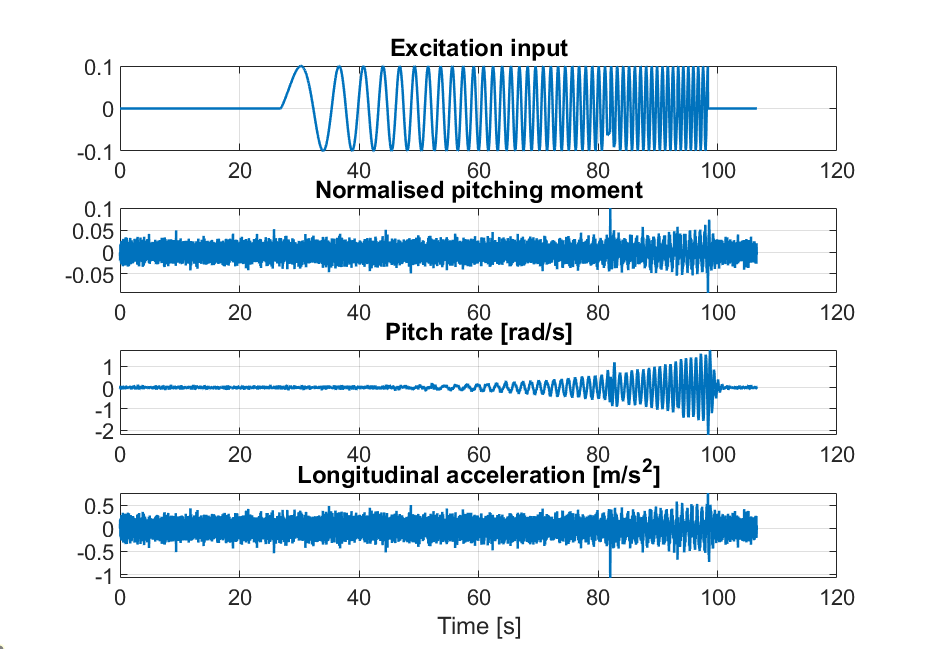 Excitation input
0.1
0
-0.1
0 20 40 60 80 100 120
Normalised pitching moment
0.1
0.05
0
-0.05
0 20 40 60 80 100 120
Pitch rate [rad/s]
1
0
-1
-2
0 20 40 60 80 100 120
Longitudinal acceleration [m/s²]
0.5
0
-0.5
-1
0 20 40 60 80 100 120
Time [s]